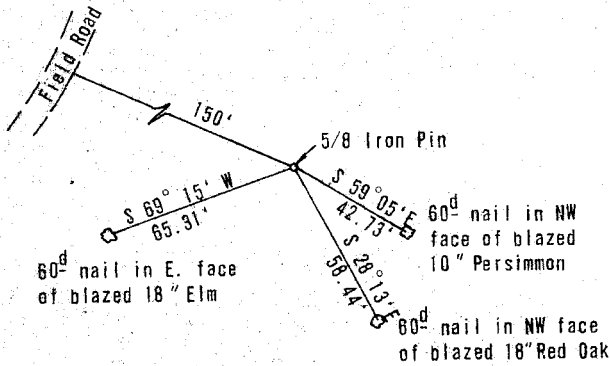 Field Road
150'
5/8 Iron Pin
S 69° 15' W
65.31'
S 59° 05' E
42.73'
S 28° 13' E
58.44'
60d nail in NW
face of blazed
10" Persimmon
60d nail in E. face
of blazed 18" Elm
60d nail in NW face
of blazed 18" Red Oak